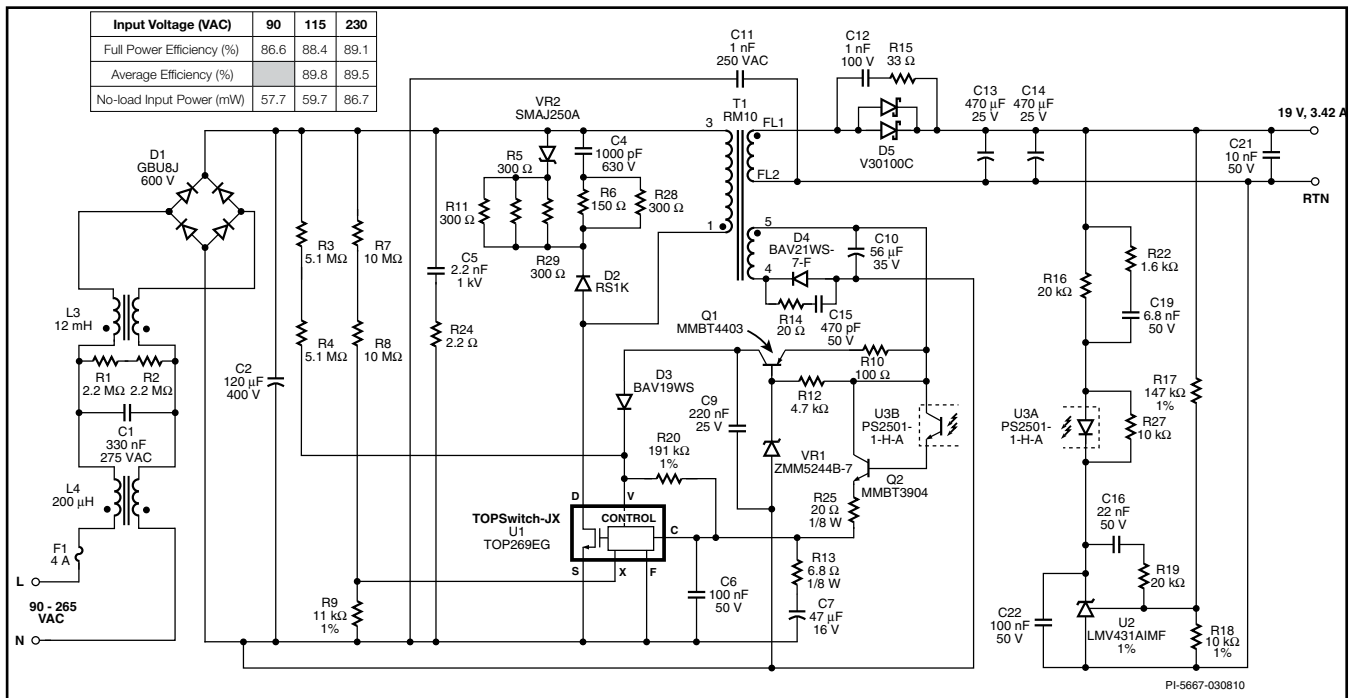 Input Voltage (VAC) 90 115 230
Full Power Efficiency (%) 86.6 88.4 89.1
Average Efficiency (%) 89.8 89.5
No-load Input Power (mW) 57.7 59.7 86.7
C11
1 nF
250 VAC
C12
1 nF
100 V
R15
33 Ω
VR2
SMAJ250A
T1
RM10
3
FL1
C13
470 µF
25 V
C14
470 µF
25 V
19 V, 3.42 A
D1
GBU8J
600 V
C4
1000 pF
630 V
D5
V30100C
C21
10 nF
50 V
R5
300 Ω
FL2
RTN
R11
300 Ω
R6
150 Ω
R28
300 Ω
1
5
R3
5.1 MΩ
R7
10 MΩ
C5
2.2 nF
1 kV
R29
300 Ω
D2
RS1K
D4
BAV21WS-
7-F
C10
56 µF
35 V
4
R22
1.6 kΩ
R16
20 kΩ
L3
12 mH
R14
20 Ω
C15
470 pF
50 V
C19
6.8 nF
50 V
Q1
MMBT4403
R4
5.1 MΩ
R8
10 MΩ
R24
2.2 Ω
R1
2.2 MΩ
R2
2.2 MΩ
C2
120 µF
400 V
R10
100 Ω
R17
147 kΩ
1%
D3
BAV19WS
C9
220 nF
25 V
R12
4.7 kΩ
U3B
PS2501-
1-H-A
U3A
PS2501-
1-H-A
R27
10 kΩ
C1
330 nF
275 VAC
R20
191 kΩ
1%
VR1
ZMM5244B-7
Q2
MMBT3904
L4
200 µH
D
V
R25
20 Ω
1/8 W
C16
22 nF
50 V
TOPSwitch-JX
U1
TOP269EG
CONTROL
C
F1
4 A
S
X
F
R13
6.8 Ω
1/8 W
R19
20 kΩ
L
90 - 265
VAC
N
R9
11 kΩ
1%
C6
100 nF
50 V
C7
47 µF
16 V
C22
100 nF
50 V
U2
LMV431AIMF
1%
R18
10 kΩ
1%
PI-5667-030810